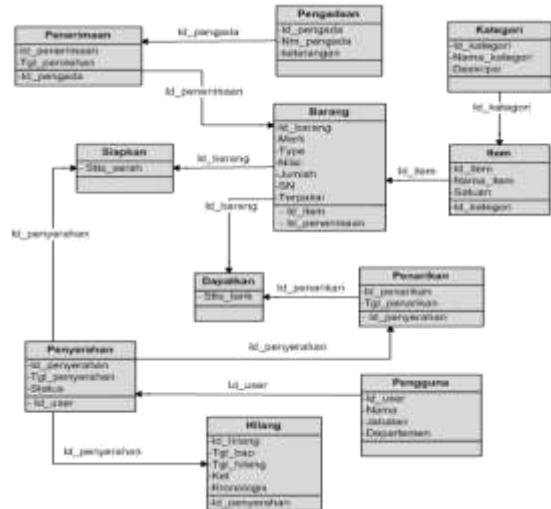 Pengadaan
-Id_pengada
-Nm_pengada
-keterangan
Kategori
-Id_kategori
-Nama_kategori
-Deskripsi
Penerimaan
-Id_penerimaan
-Tgl_perolehan
-Id_pengada
Id_pengada
Id_penerimaan
Id_kategori
Barang
-Id_barang
-Merk
-Type
-Nilai
-Jumlah
-SN
-Terpakai
- Id_item
- Id_penerimaan
Siapkan
- Stts_serah
Id_barang
Id_item
Item
-Id_item
-Nama_item
-Satuan
-Id_kategori
Id_barang
Id_penyerahan
Dapatkan
- Stts_tarik
Id_penarikan
Penarikan
-Id_penarikan
-Tgl_penarikan
- Id_penyerahan
Penyerahan
-Id_penyerahan
-Tgl_penyerahan
-Status
- Id_user
Id_penyerahan
Id_user
Pengguna
-Id_user
-Nama
-Jabatan
-Departemen
Id_penyerahan
Hilang
-Id_hilang
-Tgl_bap
-Tgl_hilang
-Ket
-Kronologis
-Id_penyerahan